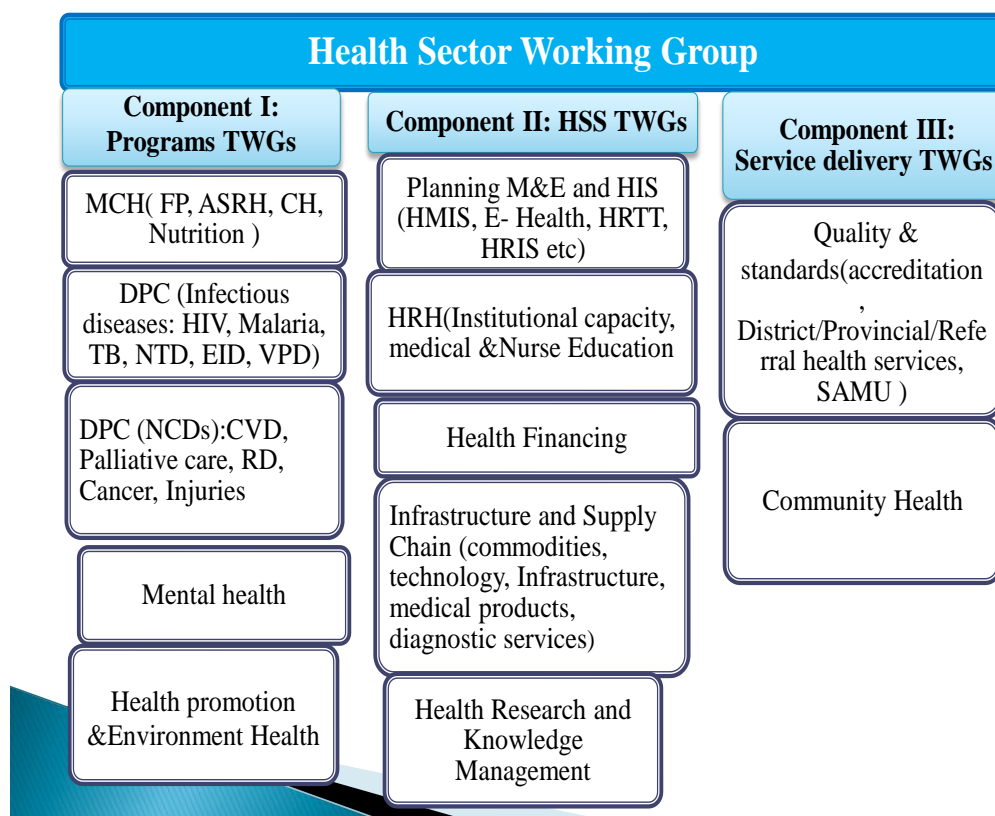 Health Sector Working Group
Component I:
Programs TWGs
MCH( FP, ASRH, CH,
Nutrition )
DPC (Infectious
diseases: HIV, Malaria,
TB, NTD, EID, VPD)
DPC (NCDs):CVD,
Palliative care, RD,
Cancer, Injuries
Mental health
Health promotion
&Environment Health
Component II: HSS TWGs
Planning M&E and HIS
(HMIS, E- Health, HRTT,
HRIS etc)
HRH(Institutional capacity,
medical &Nurse Education
Health Financing
Infrastructure and Supply
Chain (commodities,
technology, Infrastructure,
medical products,
diagnostic services)
Health Research and
Knowledge
Management
Component III:
Service delivery TWGs
Quality &
standards(accreditation
,
District/Provincial/Refe
rral health services,
SAMU )
Community Health